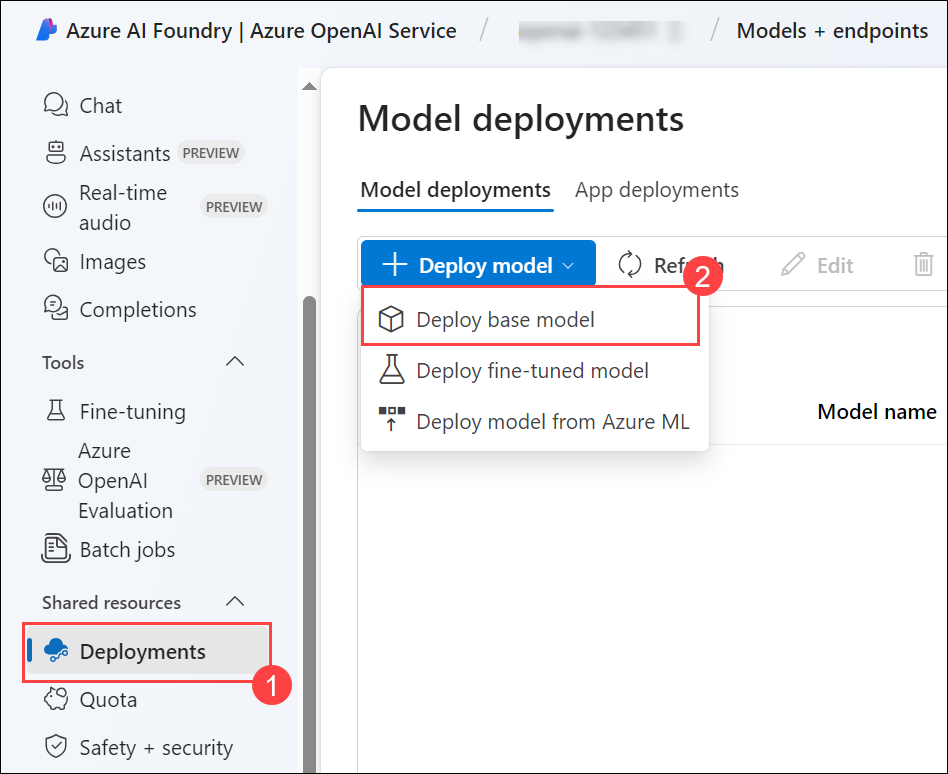 Azure AI Foundry | Azure OpenAI Service / / Models + endpoints
Chat
Assistants PREVIEW
Real-time
audio
PREVIEW
Images
Completions
Tools
Fine-tuning
Azure
OpenAI
Evaluation
PREVIEW
Batch jobs
Shared resources
Deployments
1
Quota
Safety + security
Model deployments
Model deployments App deployments
+ Deploy model Edit
2
Deploy base model
Deploy fine-tuned model
Deploy model from Azure ML
Model name